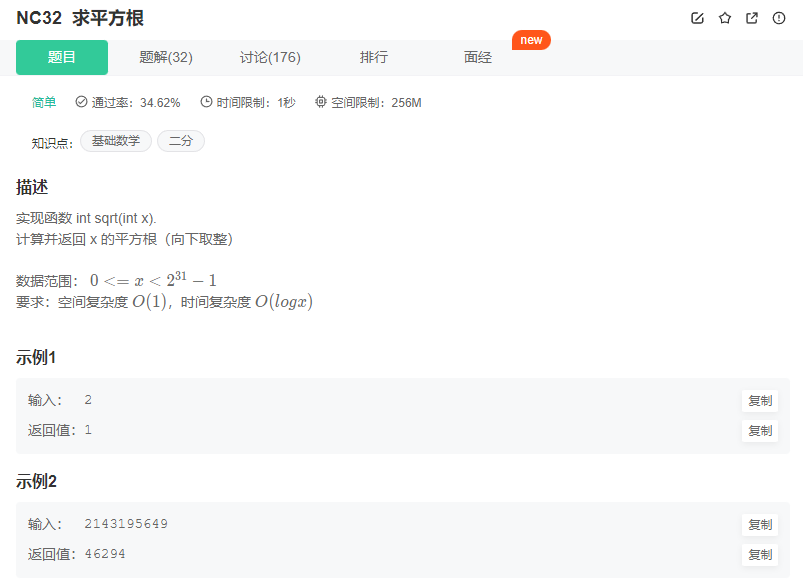 NC32 求平方根
题目 题解(32) 讨论(176) 排行 面经 new
简单 通过率：34.62% 时间限制：1秒 空间限制：256M
知识点： 基础数学 二分
描述
实现函数 int sqrt(int x).
计算并返回 x 的平方根（向下取整）
数据范围： 0 <= x < 2^31 − 1
要求：空间复杂度 O(1)，时间复杂度 O(logx)
示例1
输入： 2 复制
返回值：1 复制
示例2
输入： 2143195649 复制
返回值：46294 复制